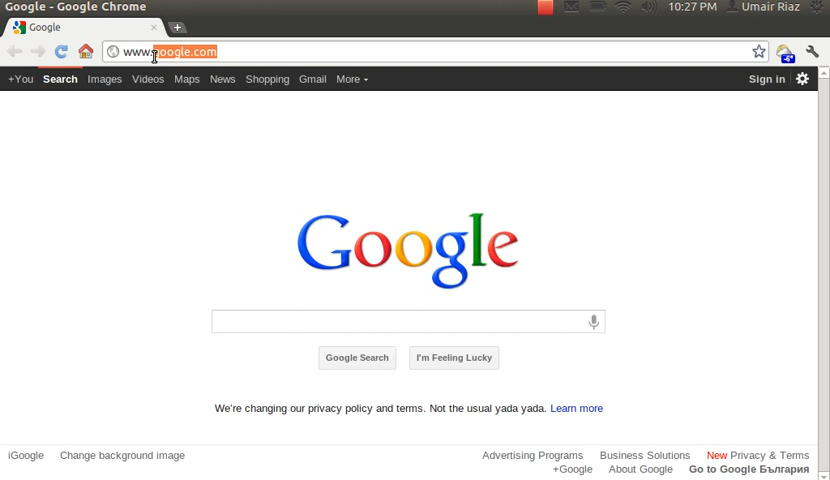 Google - Google Chrome
10:27 PM
Umair Riaz
Google
www.google.com
-6°
+You Search Images Videos Maps News Shopping Gmail More
Sign in
Google
Google Search
I'm Feeling Lucky
We're changing our privacy policy and terms. Not the usual yada yada. Learn more
iGoogle Change background image
Advertising Programs Business Solutions New Privacy & Terms
+Google About Google Go to Google България